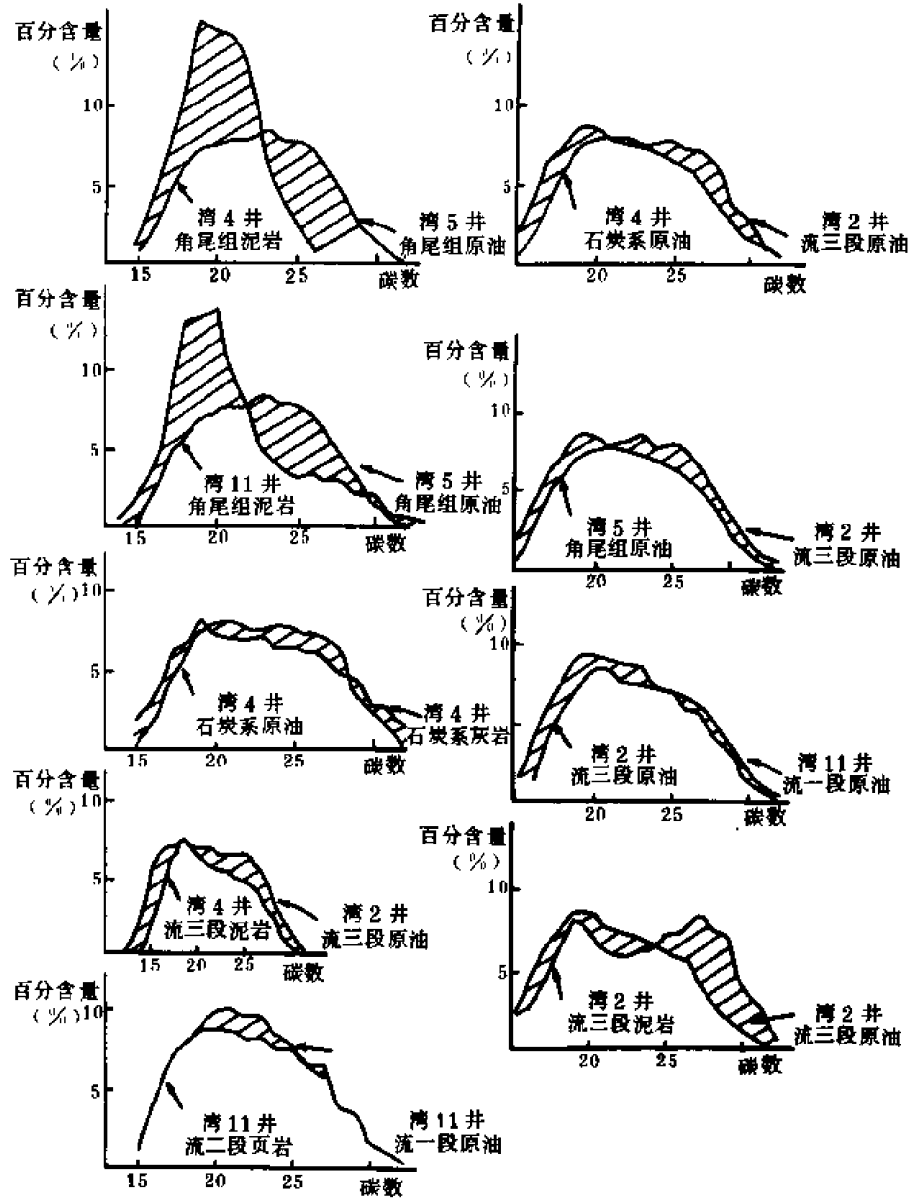 百分含量
(%)
10
5
湾4井
角尾组泥岩
湾5井
角尾组原油
15
20
25
碳数
百分含量
(%)
10
5
湾11井
角尾组泥岩
湾5井
角尾组原油
15
20
25
碳数
百分含量
(%)
10
5
湾4井
石炭系原油
湾4井
石炭系灰岩
15
20
25
碳数
百分含量
(%)
10
5
湾4井
流三段泥岩
湾2井
流三段原油
15
20
25
碳数
百分含量
(%)
10
5
湾11井
流二段页岩
湾11井
流一段原油
15
20
25
碳数
百分含量
(%)
10
5
湾4井
石炭系原油
湾2井
流三段原油
20
25
碳数
百分含量
(%)
10
5
湾5井
角尾组原油
湾2井
流三段原油
20
25
碳数
百分含量
(%)
10
湾2井
流三段原油
湾11井
流一段原油
20
25
碳数
百分含量
(%)
10
5
湾2井
流三段泥岩
湾2井
流三段原油
20
25
碳数